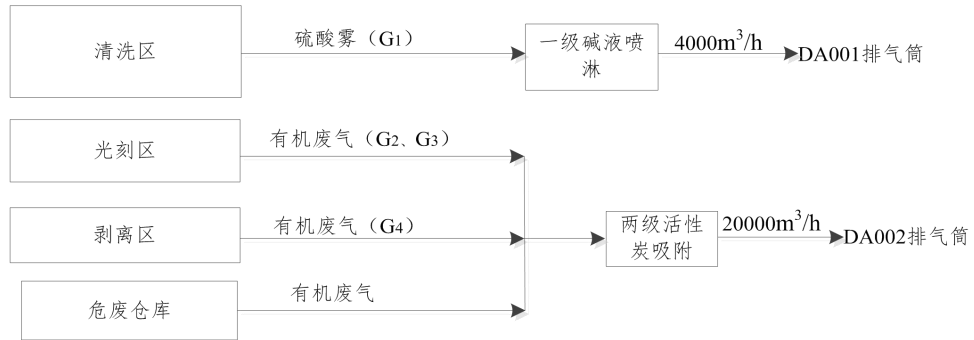 清洗区
硫酸雾（G1）
一级碱液喷
淋
4000m³/h
DA001排气筒
光刻区
有机废气（G2、G3）
剥离区
有机废气（G4）
两级活性
炭吸附
20000m³/h
DA002排气筒
危废仓库
有机废气